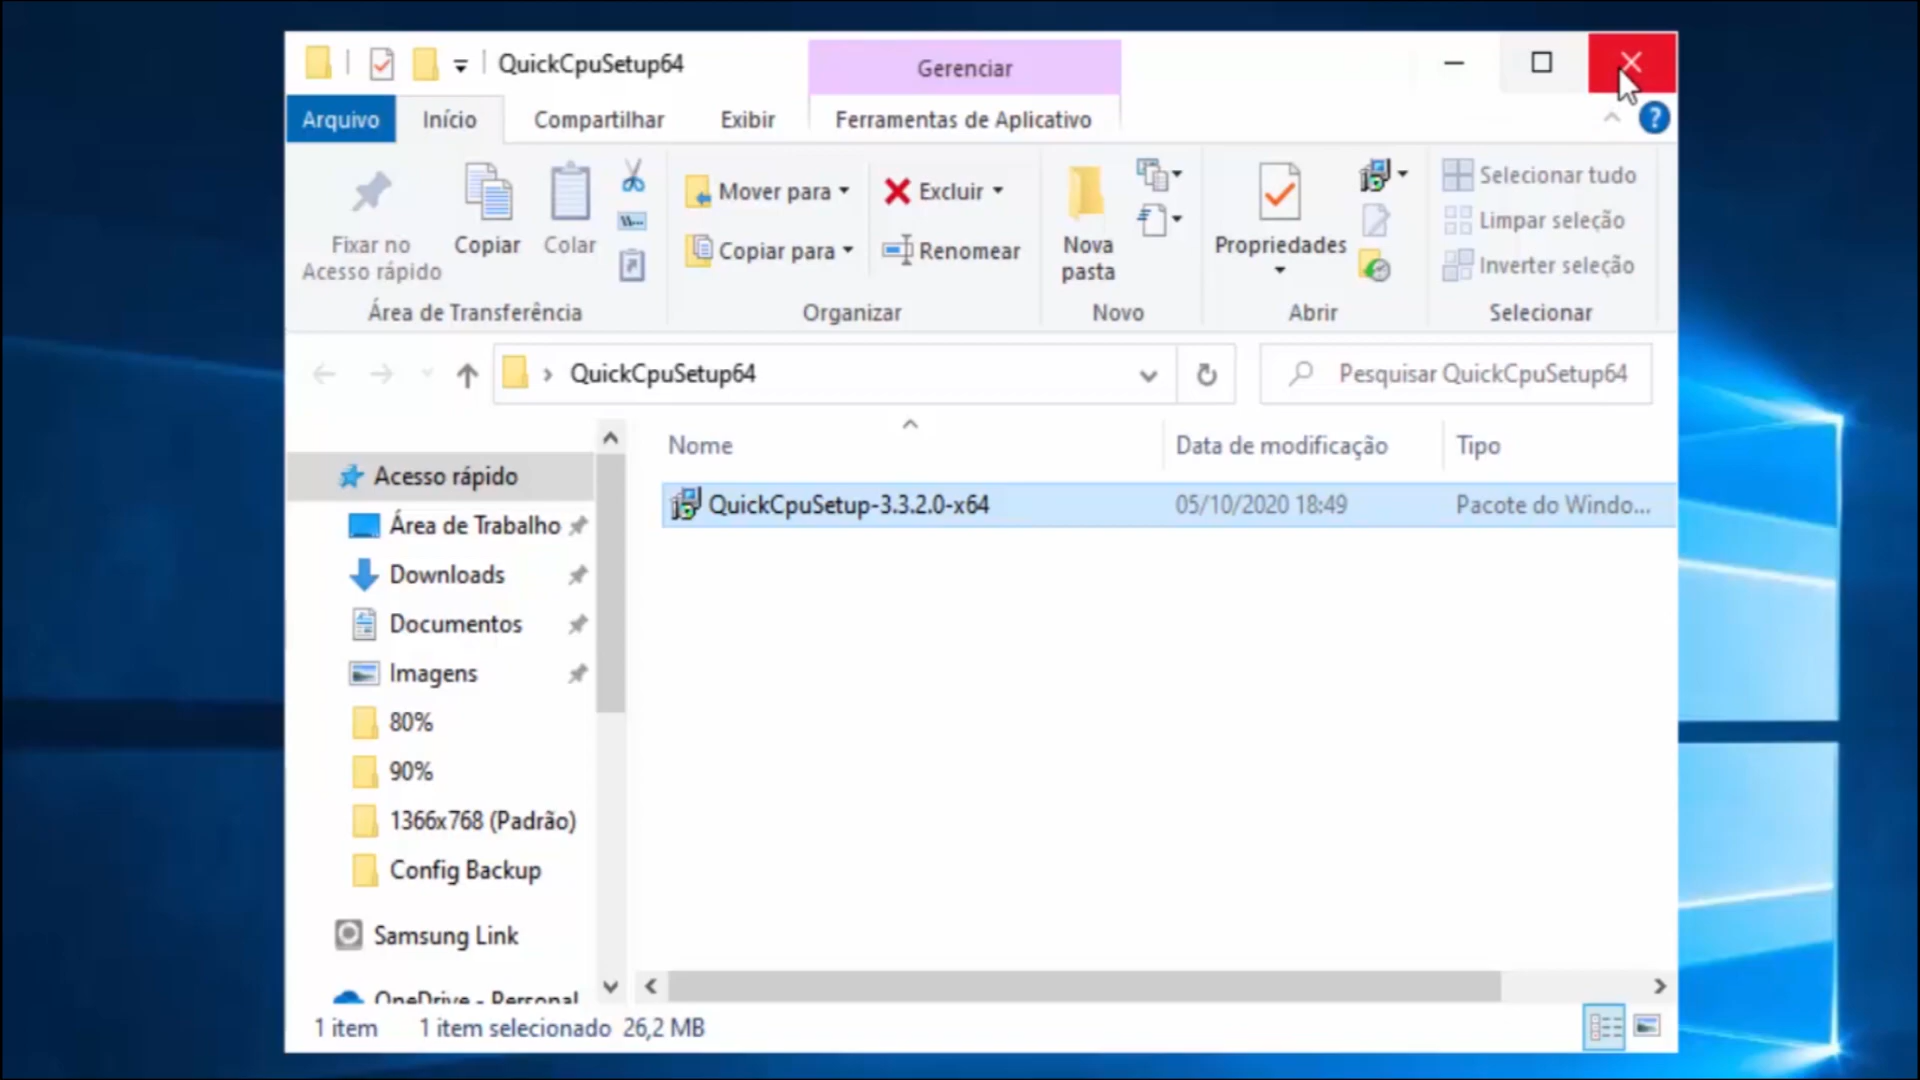 QuickCpuSetup64
Gerenciar
Arquivo
Início
Compartilhar
Exibir
Ferramentas de Aplicativo
Fixar no
Acesso rápido
Copiar
Colar
Área de Transferência
Mover para
Copiar para
Excluir
Renomear
Organizar
Nova
pasta
Novo
Propriedades
Abrir
Selecionar tudo
Limpar seleção
Inverter seleção
Selecionar
QuickCpuSetup64
Pesquisar QuickCpuSetup64
Nome
Data de modificação
Tipo
QuickCpuSetup-3.3.2.0-x64
05/10/2020 18:49
Pacote do Windo...
Acesso rápido
Área de Trabalho
Downloads
Documentos
Imagens
80%
90%
1366x768 (Padrão)
Config Backup
Samsung Link
OneDrive - Personal
1 item
1 item selecionado 26,2 MB